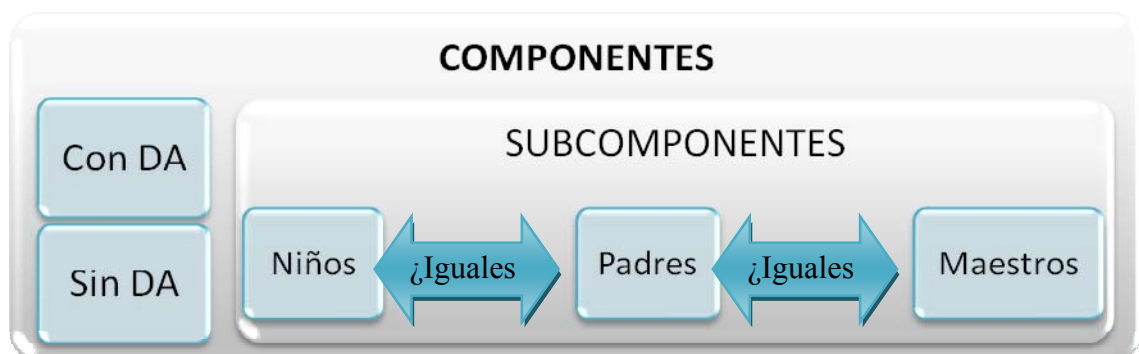 COMPONENTES
Con DA
Sin DA
SUBCOMPONENTES
Niños
¿Iguales
Padres
¿Iguales
Maestros